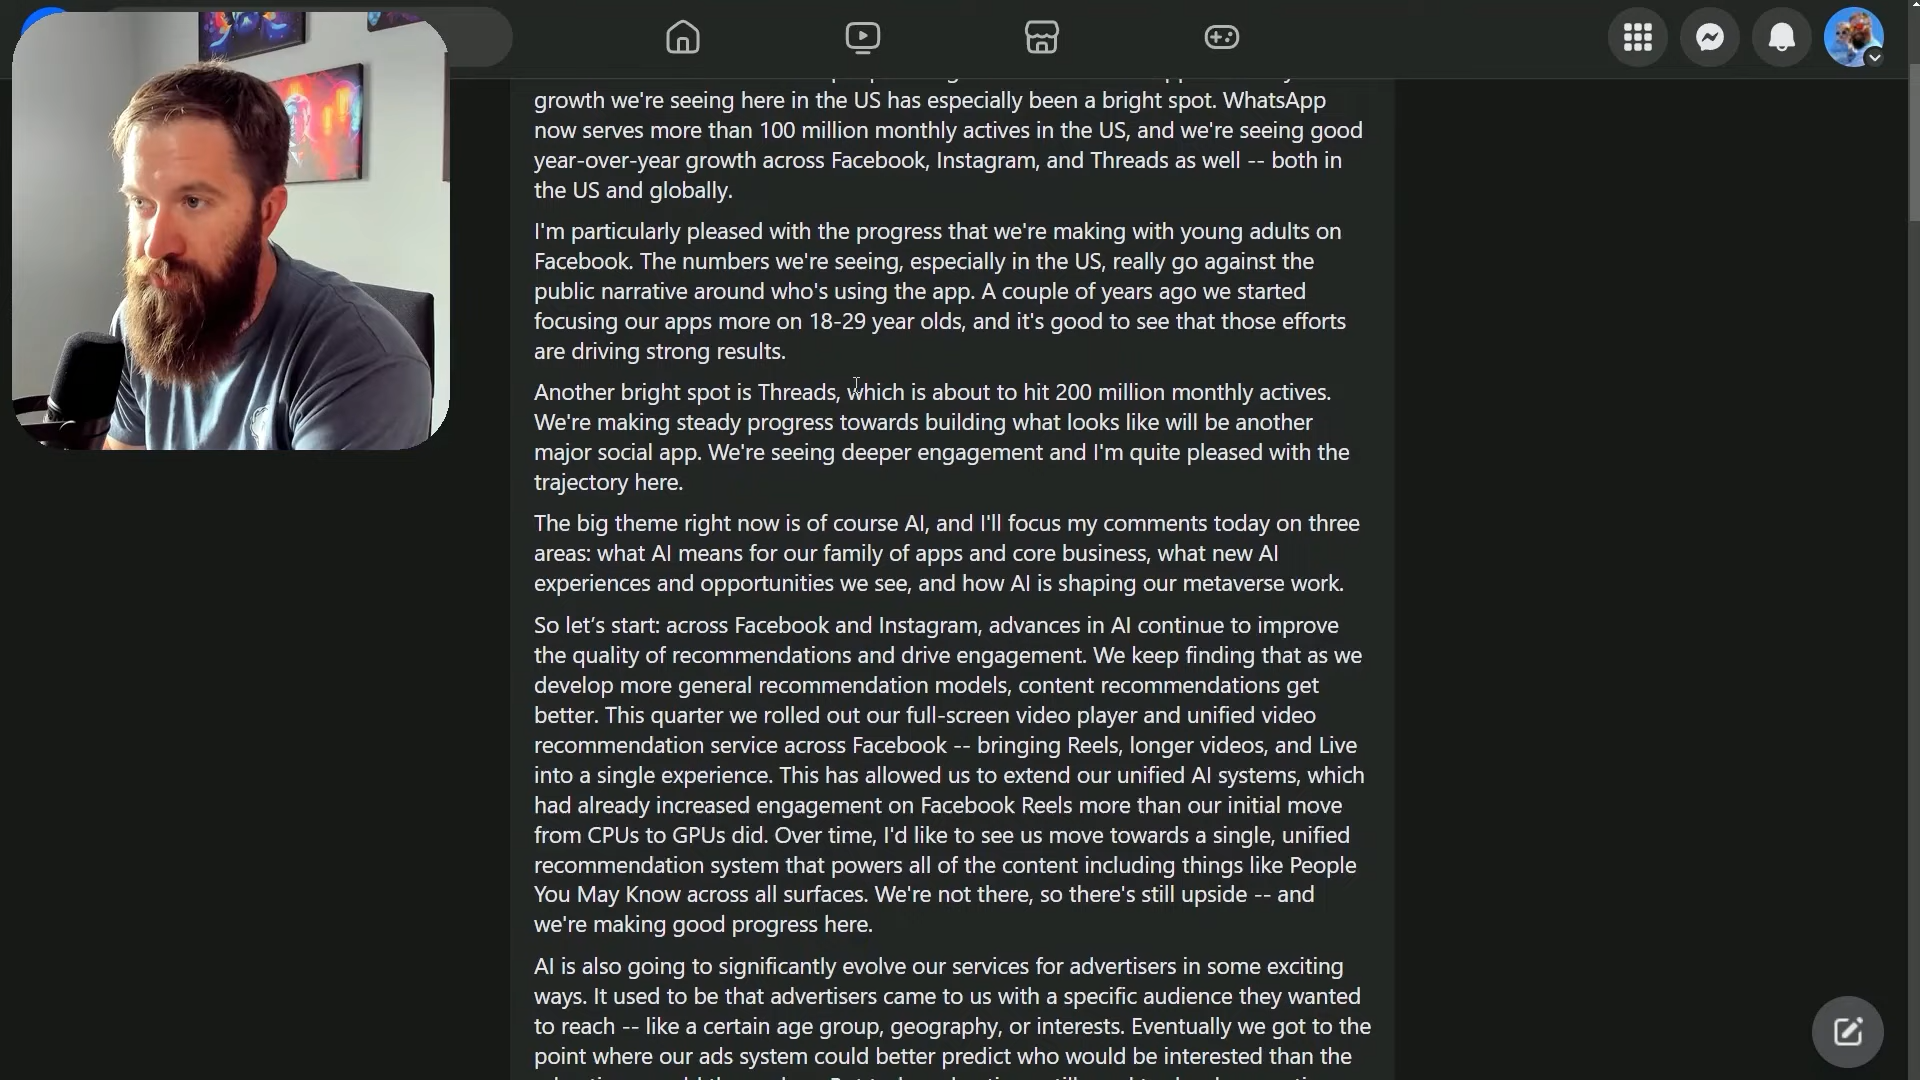 growth we're seeing here in the US has especially been a bright spot. WhatsApp
now serves more than 100 million monthly actives in the US, and we're seeing good
year-over-year growth across Facebook, Instagram, and Threads as well -- both in
the US and globally.
I'm particularly pleased with the progress that we're making with young adults on
Facebook. The numbers we're seeing, especially in the US, really go against the
public narrative around who's using the app. A couple of years ago we started
focusing our apps more on 18-29 year olds, and it's good to see that those efforts
are driving strong results.
Another bright spot is Threads, which is about to hit 200 million monthly actives.
We're making steady progress towards building what looks like will be another
major social app. We're seeing deeper engagement and I'm quite pleased with the
trajectory here.
The big theme right now is of course AI, and I'll focus my comments today on three
areas: what AI means for our family of apps and core business, what new AI
experiences and opportunities we see, and how AI is shaping our metaverse work.
So let’s start: across Facebook and Instagram, advances in AI continue to improve
the quality of recommendations and drive engagement. We keep finding that as we
develop more general recommendation models, content recommendations get
better. This quarter we rolled out our full-screen video player and unified video
recommendation service across Facebook -- bringing Reels, longer videos, and Live
into a single experience. This has allowed us to extend our unified AI systems, which
had already increased engagement on Facebook Reels more than our initial move
from CPUs to GPUs did. Over time, I'd like to see us move towards a single, unified
recommendation system that powers all of the content including things like People
You May Know across all surfaces. We're not there, so there's still upside -- and
we're making good progress here.
AI is also going to significantly evolve our services for advertisers in some exciting
ways. It used to be that advertisers came to us with a specific audience they wanted
to reach -- like a certain age group, geography, or interests. Eventually we got to the
point where our ads system could better predict who would be interested than the